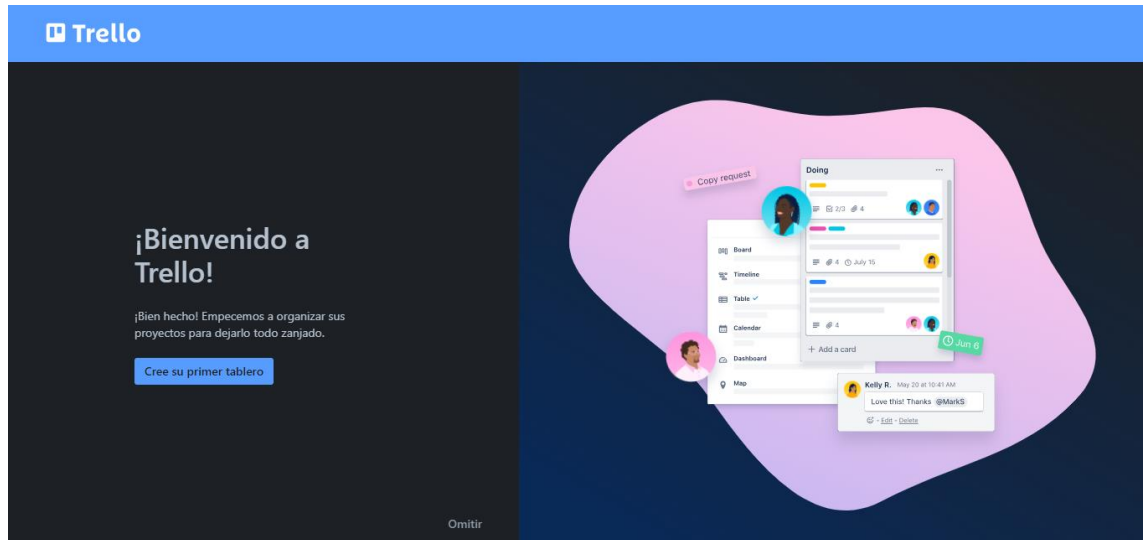 Trello
¡Bienvenido a
Trello!
¡Bien hecho! Empecemos a organizar sus
proyectos para dejarlo todo zanjado.
Cree su primer tablero
Omitir
Copy request
Doing
2/3 4
4 July 15
4
+ Add a card
Jun 6
Board
Timeline
Table
Calendar
Dashboard
Map
Kelly R. May 20 at 10:41 AM
Love this! Thanks @MarkS
- Edit - Delete